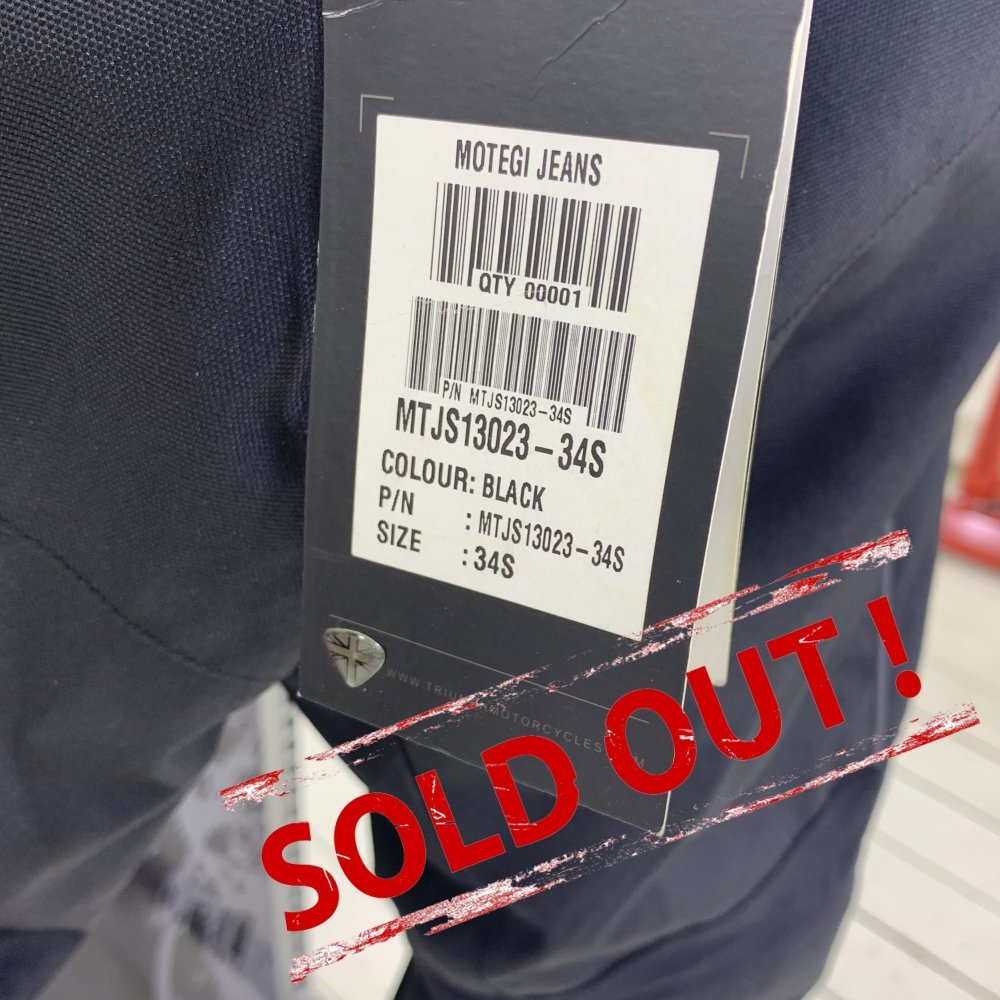 MOTEGI JEANS
QTY 00001
P/N MTJS13023-34S
MTJS13023-34S
COLOUR: BLACK
P/N : MTJS13023-34S
SIZE : 34S
SOLD OUT !